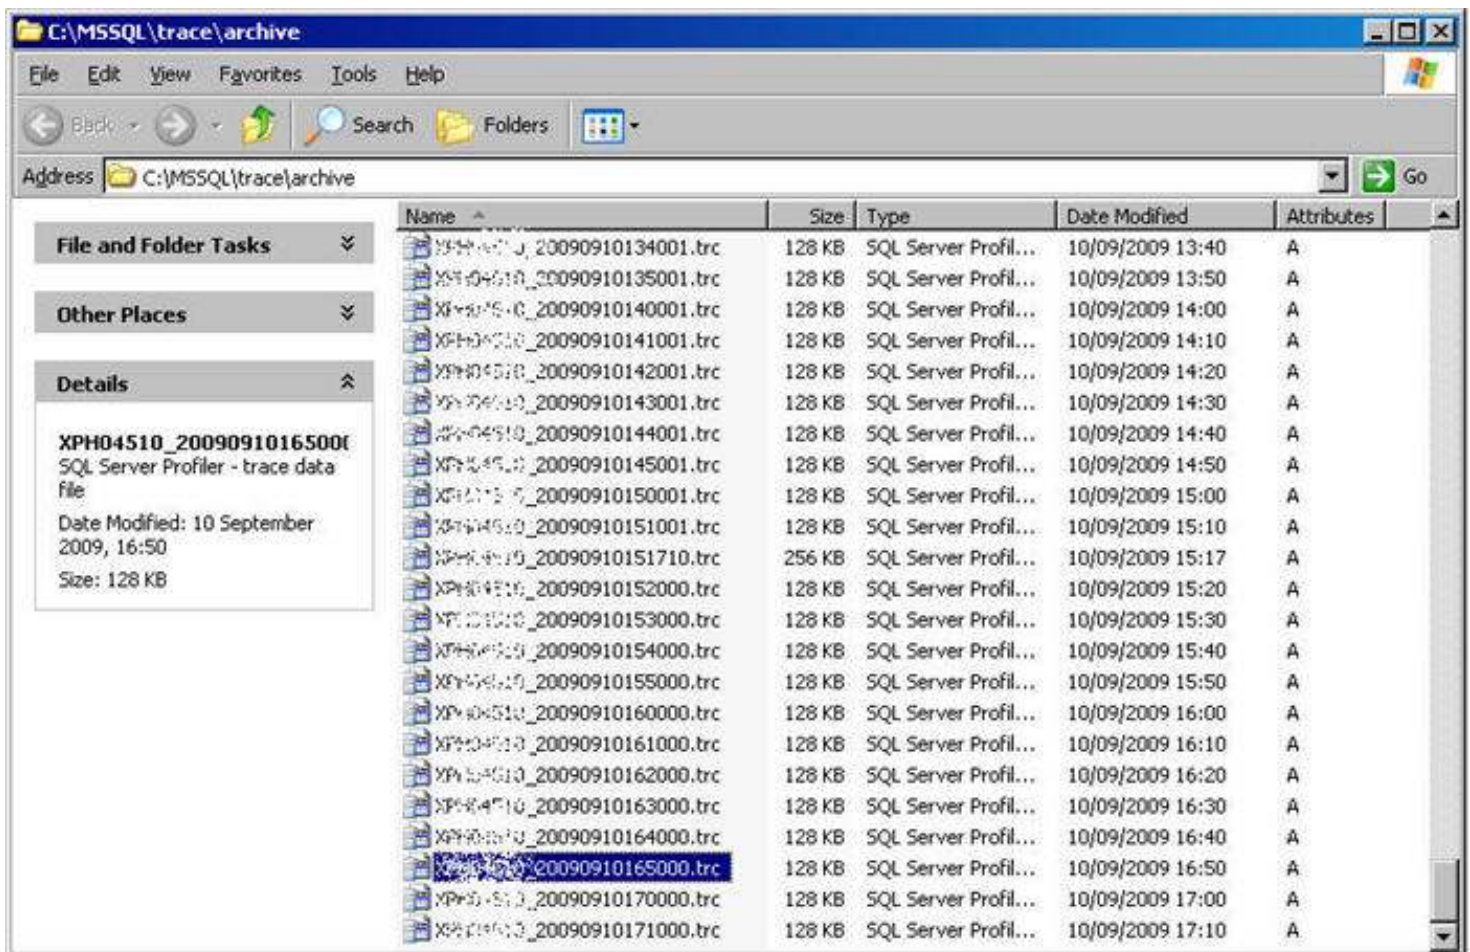 C:\MSSQL\trace\archive
File Edit View Favorites Tools Help
Back Search Folders
Address C:\MSSQL\trace\archive Go
File and Folder Tasks
Other Places
Details
XPH04510_2009091016500
SQL Server Profiler - trace data
file
Date Modified: 10 September
2009, 16:50
Size: 128 KB
Name Size Type Date Modified Attributes
_20090910134001.trc 128 KB SQL Server Profil... 10/09/2009 13:40 A
_20090910135001.trc 128 KB SQL Server Profil... 10/09/2009 13:50 A
_20090910140001.trc 128 KB SQL Server Profil... 10/09/2009 14:00 A
_20090910141001.trc 128 KB SQL Server Profil... 10/09/2009 14:10 A
_20090910142001.trc 128 KB SQL Server Profil... 10/09/2009 14:20 A
_20090910143001.trc 128 KB SQL Server Profil... 10/09/2009 14:30 A
_20090910144001.trc 128 KB SQL Server Profil... 10/09/2009 14:40 A
_20090910145001.trc 128 KB SQL Server Profil... 10/09/2009 14:50 A
_20090910150001.trc 128 KB SQL Server Profil... 10/09/2009 15:00 A
_20090910151001.trc 128 KB SQL Server Profil... 10/09/2009 15:10 A
_20090910151710.trc 256 KB SQL Server Profil... 10/09/2009 15:17 A
_20090910152000.trc 128 KB SQL Server Profil... 10/09/2009 15:20 A
_20090910153000.trc 128 KB SQL Server Profil... 10/09/2009 15:30 A
_20090910154000.trc 128 KB SQL Server Profil... 10/09/2009 15:40 A
_20090910155000.trc 128 KB SQL Server Profil... 10/09/2009 15:50 A
_20090910160000.trc 128 KB SQL Server Profil... 10/09/2009 16:00 A
_20090910161000.trc 128 KB SQL Server Profil... 10/09/2009 16:10 A
_20090910162000.trc 128 KB SQL Server Profil... 10/09/2009 16:20 A
_20090910163000.trc 128 KB SQL Server Profil... 10/09/2009 16:30 A
_20090910164000.trc 128 KB SQL Server Profil... 10/09/2009 16:40 A
_20090910165000.trc 128 KB SQL Server Profil... 10/09/2009 16:50 A
_20090910170000.trc 128 KB SQL Server Profil... 10/09/2009 17:00 A
_20090910171000.trc 128 KB SQL Server Profil... 10/09/2009 17:10 A